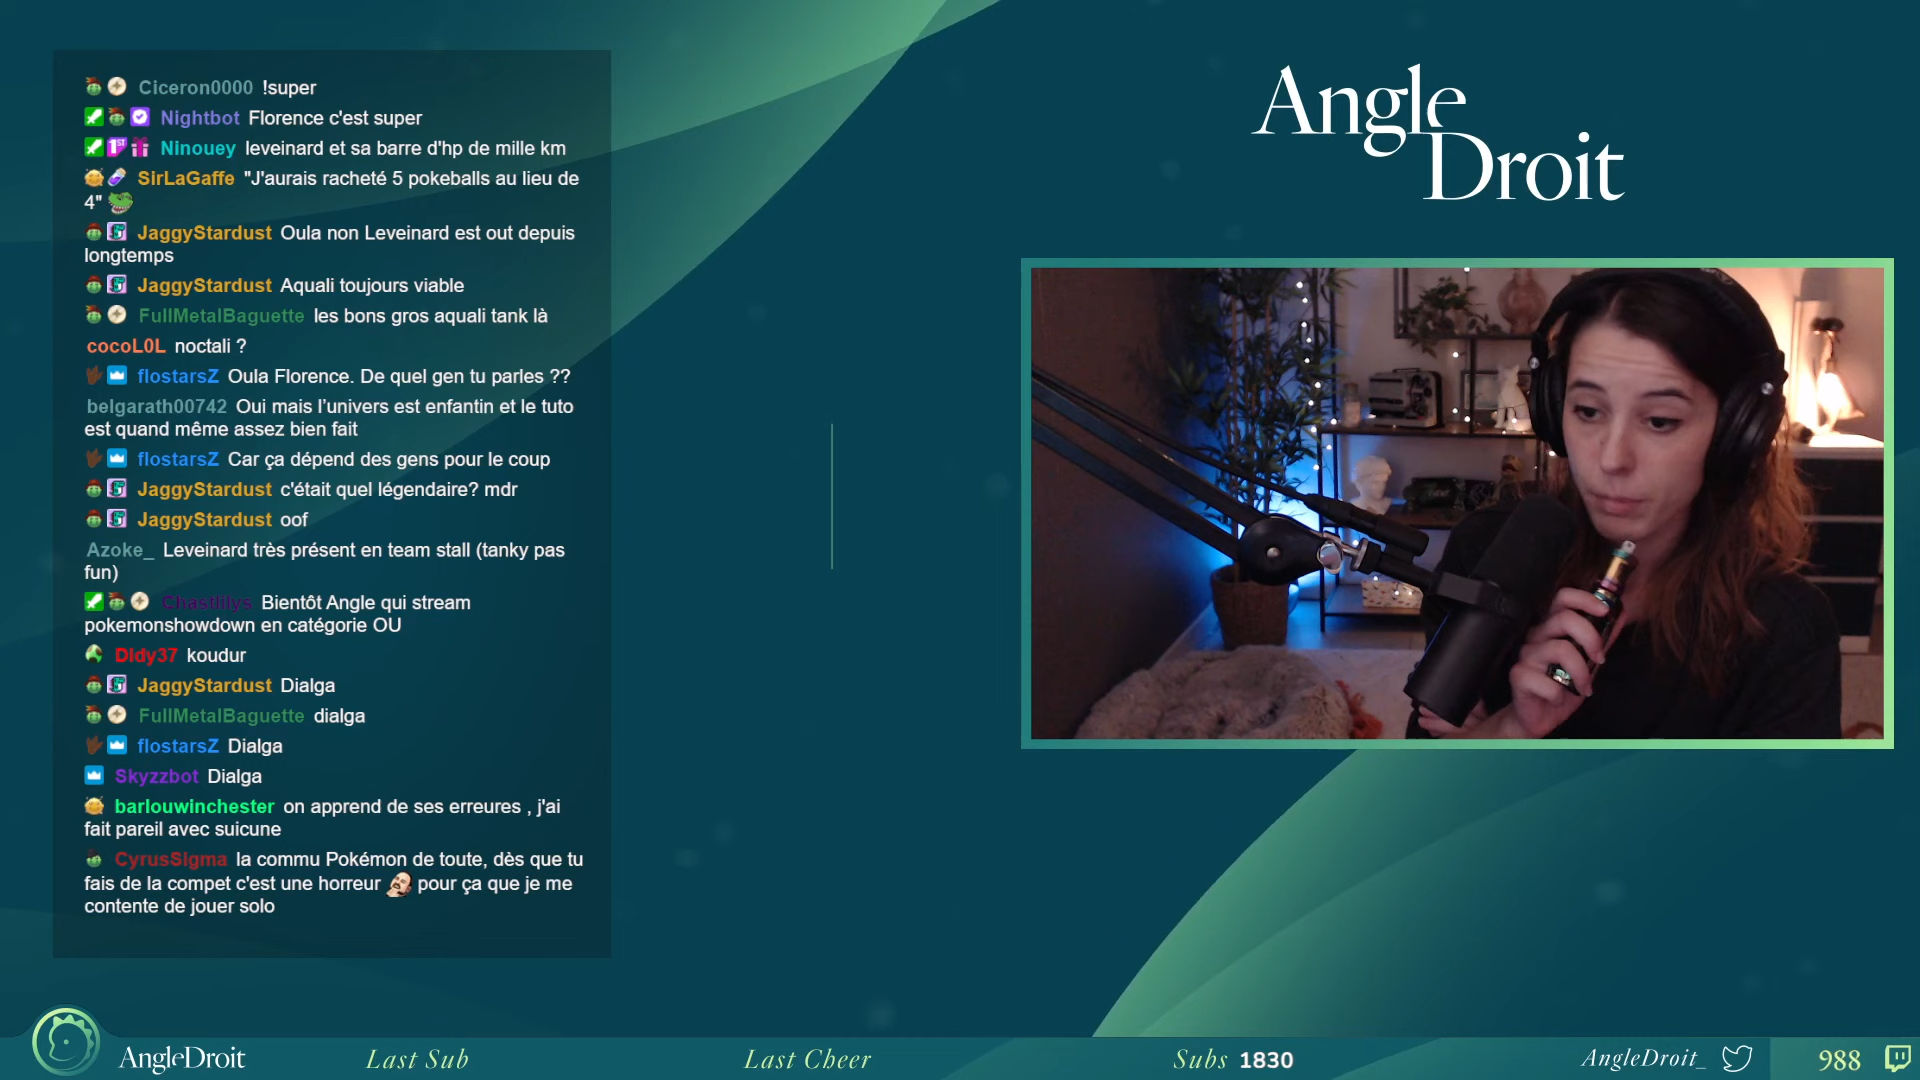 Ciceron0000 !super
Nightbot Florence c'est super
Ninouey leveinard et sa barre d'hp de mille km
SirLaGaffe "J'aurais racheté 5 pokeballs au lieu de
4"
JaggyStardust Oula non Leveinard est out depuis
longtemps
JaggyStardust Aquali toujours viable
FullMetalBaguette les bons gros aquali tank là
cocoL0L noctali ?
flostarsZ Oula Florence. De quel gen tu parles ??
belgarath00742 Oui mais l'univers est enfantin et le tuto
est quand même assez bien fait
flostarsZ Car ça dépend des gens pour le coup
JaggyStardust c'était quel légendaire? mdr
JaggyStardust oof
Azoke_ Leveinard très présent en team stall (tanky pas
fun)
Chastilys Bientôt Angle qui stream
pokemonshowdown en catégorie OU
Didy37 koudur
JaggyStardust Dialga
FullMetalBaguette dialga
flostarsZ Dialga
Skyzzbot Dialga
barlouwinchester on apprend de ses erreures , j'ai
fait pareil avec suicune
CyrusSigma la commu Pokémon de toute, dès que tu
fais de la compet c'est une horreur pour ça que je me
contente de jouer solo
Angle
Droit
AngleDroit
Last Sub
Last Cheer
Subs 1830
AngleDroit_
988